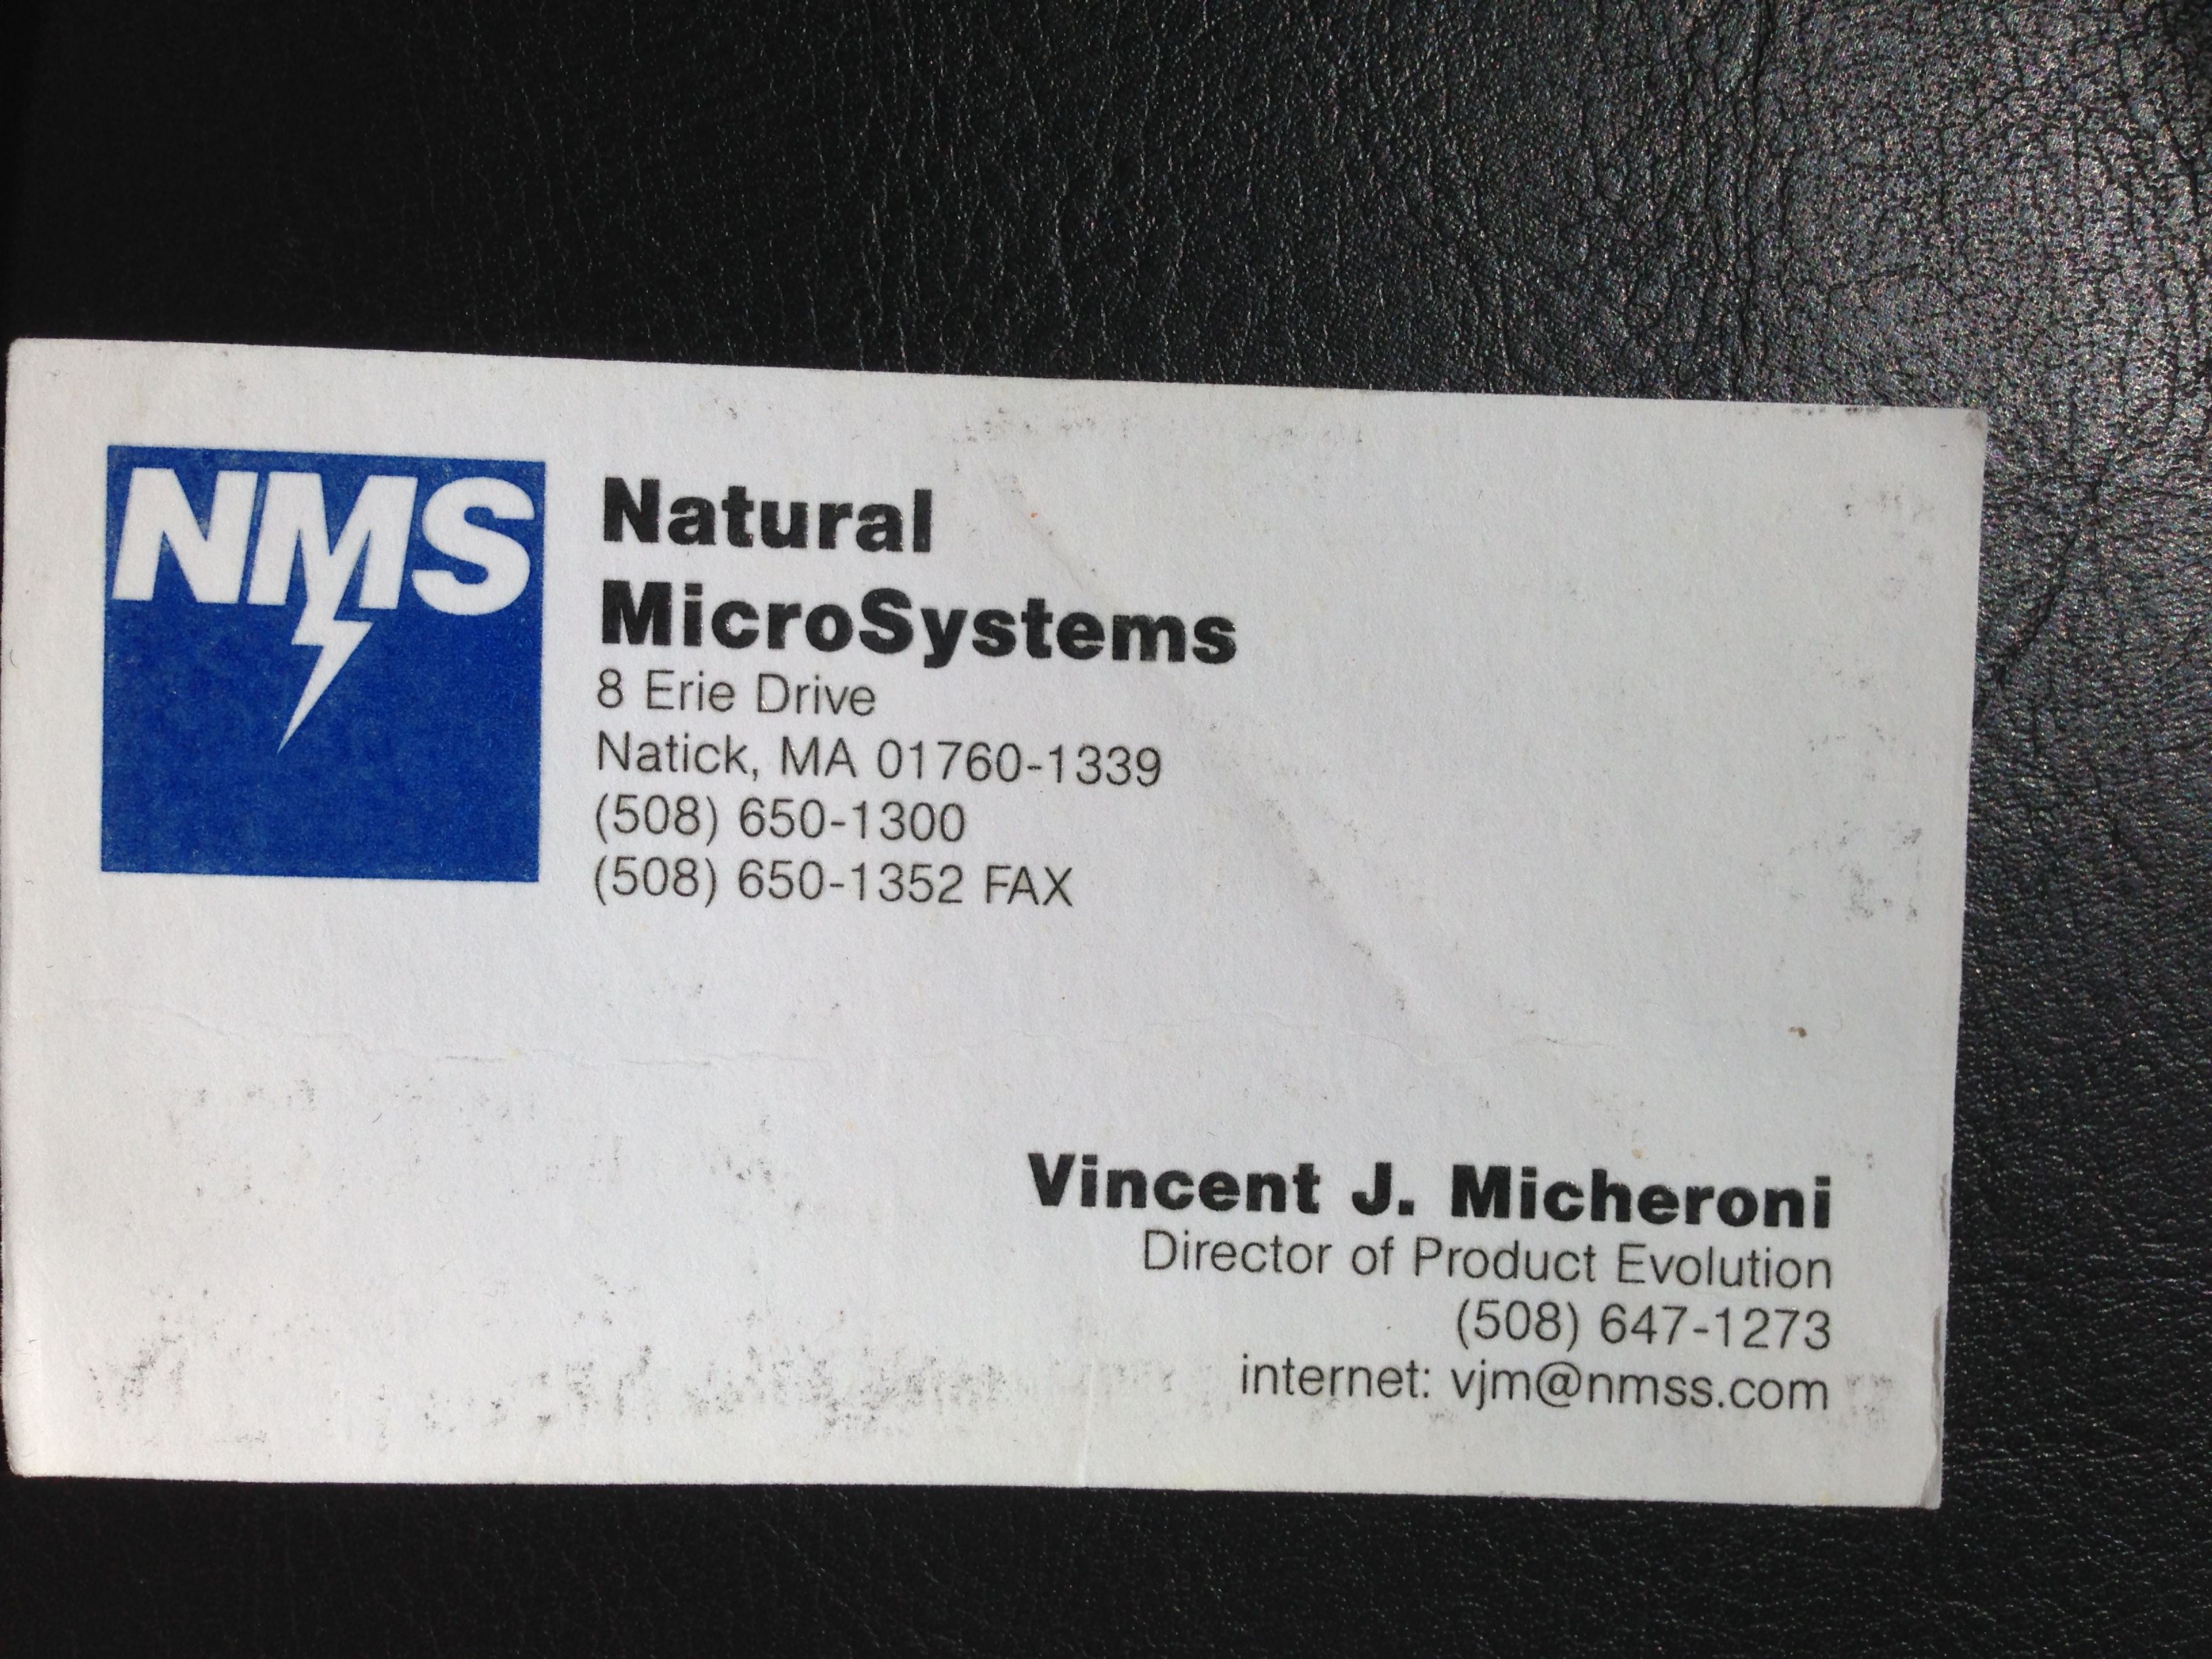 NMS
Natural
MicroSystems
8 Erie Drive
Natick, MA 01760-1339
(508) 650-1300
(508) 650-1352 FAX
Vincent J. Micheroni
Director of Product Evolution
(508) 647-1273
internet: vjm@nmss.com